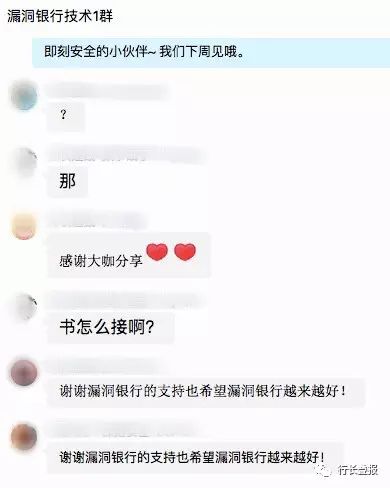 漏洞银行技术1群
即刻安全的小伙伴~ 我们下周见哦。
？
那
感谢大咖分享
书怎么接啊?
谢谢漏洞银行的支持也希望漏洞银行越来越好！
谢谢漏洞银行的支持也希望漏洞银行越来越好!
行长叠报